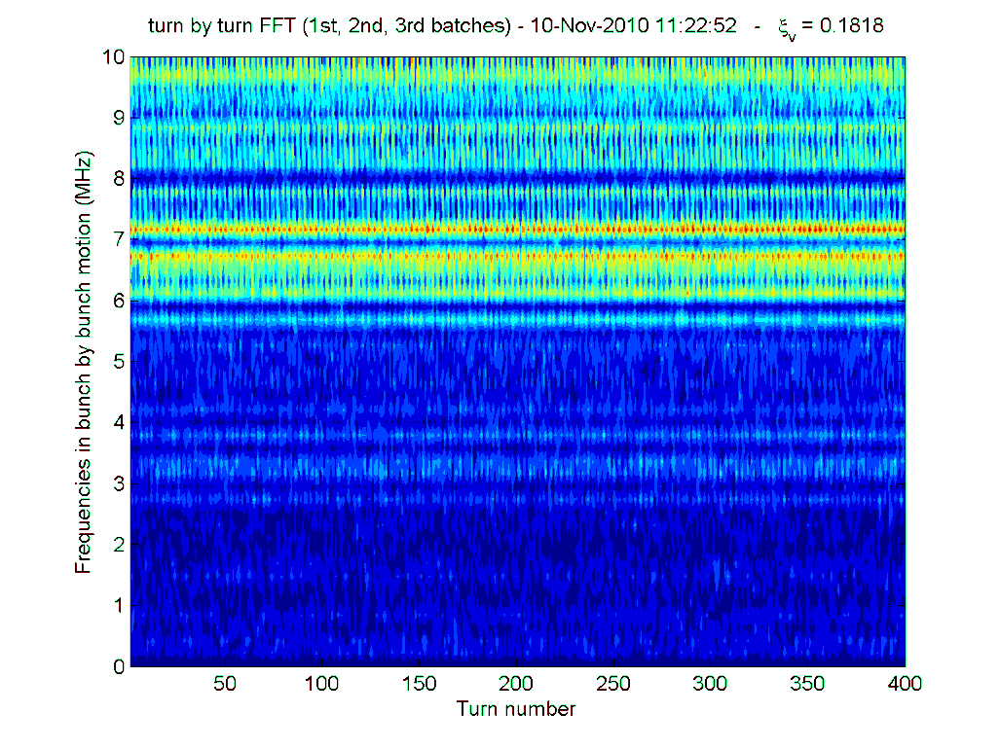 turn by turn FFT (1st, 2nd, 3rd batches) - 10-Nov-2010 11:22:52 - ξv = 0.1818
10
9
8
7
6
5
4
3
2
1
0
Frequencies in bunch by bunch motion (MHz)
50 100 150 200 250 300 350 400
Turn number